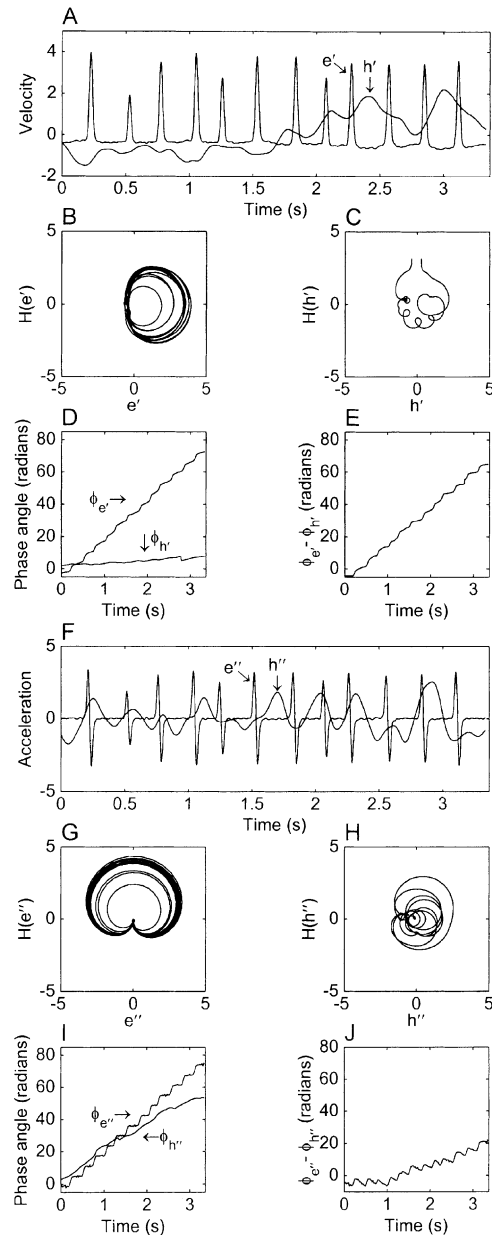 A
Velocity
4
2
0
-2
e′
h′
0 0.5 1 1.5 2 2.5 3
Time (s)
B
H(e′)
5
0
-5
-5 0 5
e′
C
H(h′)
5
0
-5
-5 0 5
h′
D
Phase angle (radians)
80
60
40
20
0
ϕe′ →
↓ϕh′
0 1 2 3
Time (s)
E
ϕe′- ϕh′ (radians)
80
60
40
20
0
0 1 2 3
Time (s)
F
Acceleration
5
0
-5
e″
h″
0 0.5 1 1.5 2 2.5 3
Time (s)
G
H(e″)
5
0
-5
-5 0 5
e″
H
H(h″)
5
0
-5
-5 0 5
h″
I
Phase angle (radians)
80
60
40
20
0
ϕe″ →
←ϕh″
0 1 2 3
Time (s)
J
ϕe″- ϕh″ (radians)
80
60
40
20
0
0 1 2 3
Time (s)